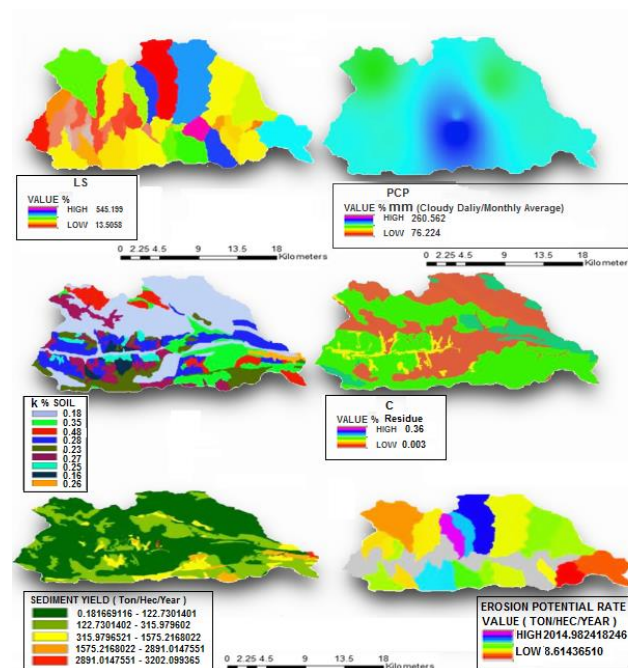 LS
VALUE %
HIGH 545.199
LOW 13.5058
PCP
VALUE % mm (Cloudy Daliy/Monthly Average)
HIGH 260.562
LOW 76.224
0 2.25 4.5 9 13.5 18
Kilometers
0 2.25 4.5 9 13.5 18
Kilometers
k % SOIL
0.18
0.35
0.48
0.28
0.23
0.27
0.25
0.16
0.26
C
VALUE % Residue
HIGH 0.36
LOW 0.003
SEDIMENT YIELD ( Ton/Hec/Year )
0.181669116 - 122.7301401
122.7301402 - 315.979602
315.9796521 - 1575.2168022
1575.2168022 - 2891.0147551
2891.0147551 - 3202.099365
EROSION POTENTIAL RATE
VALUE ( TON/HEC/YEAR )
HIGH 2014.982418246
LOW 8.61436510
0 2.25 4.5 9 13.5 18
Kilometers